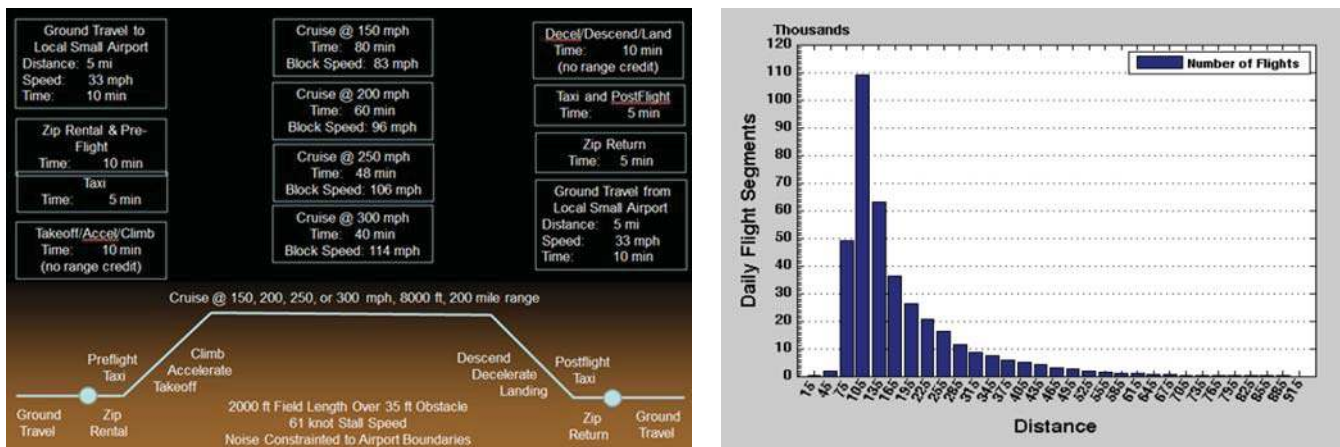 Ground Travel to
Local Small Airport
Distance: 5 mi
Speed: 33 mph
Time: 10 min
Zip Rental & Pre-
Flight
Time: 10 min
Taxi
Time: 5 min
Takeoff/Accel/Climb
Time: 10 min
(no range credit)
Cruise @ 150 mph
Time: 80 min
Block Speed: 83 mph
Cruise @ 200 mph
Time: 60 min
Block Speed: 96 mph
Cruise @ 250 mph
Time: 48 min
Block Speed: 106 mph
Cruise @ 300 mph
Time: 40 min
Block Speed: 114 mph
Decel/Descend/Land
Time: 10 min
(no range credit)
Taxi and PostFlight
Time: 5 min
Zip Return
Time: 5 min
Ground Travel from
Local Small Airport
Distance: 5 mi
Speed: 33 mph
Time: 10 min
Cruise @ 150, 200, 250, or 300 mph, 8000 ft, 200 mile range
Preflight
Taxi
Climb
Accelerate
Takeoff
Descend
Decelerate
Landing
Postflight
Taxi
Ground
Travel
Zip
Rental
2000 ft Field Length Over 35 ft Obstacle
61 knot Stall Speed
Noise Constrainted to Airport Boundaries
Zip
Return
Ground
Travel
Thousands
120
110
100
90
80
70
60
50
40
30
20
10
0
Daily Flight Segments
Number of Flights
15
45
75
105
135
165
195
225
255
285
315
345
375
405
435
465
495
525
555
585
615
645
675
705
735
765
795
825
855
885
915
Distance